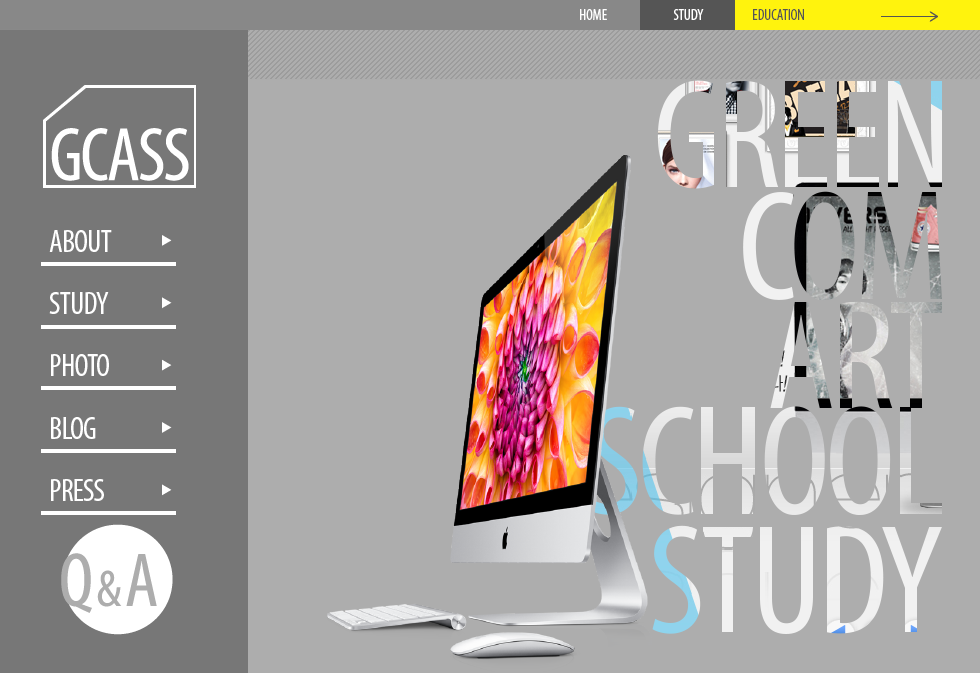 HOME STUDY EDUCATION
GCASS
ABOUT
STUDY
PHOTO
BLOG
PRESS
Q&A
GREEN
COM
ART
SCHOOL
STUDY